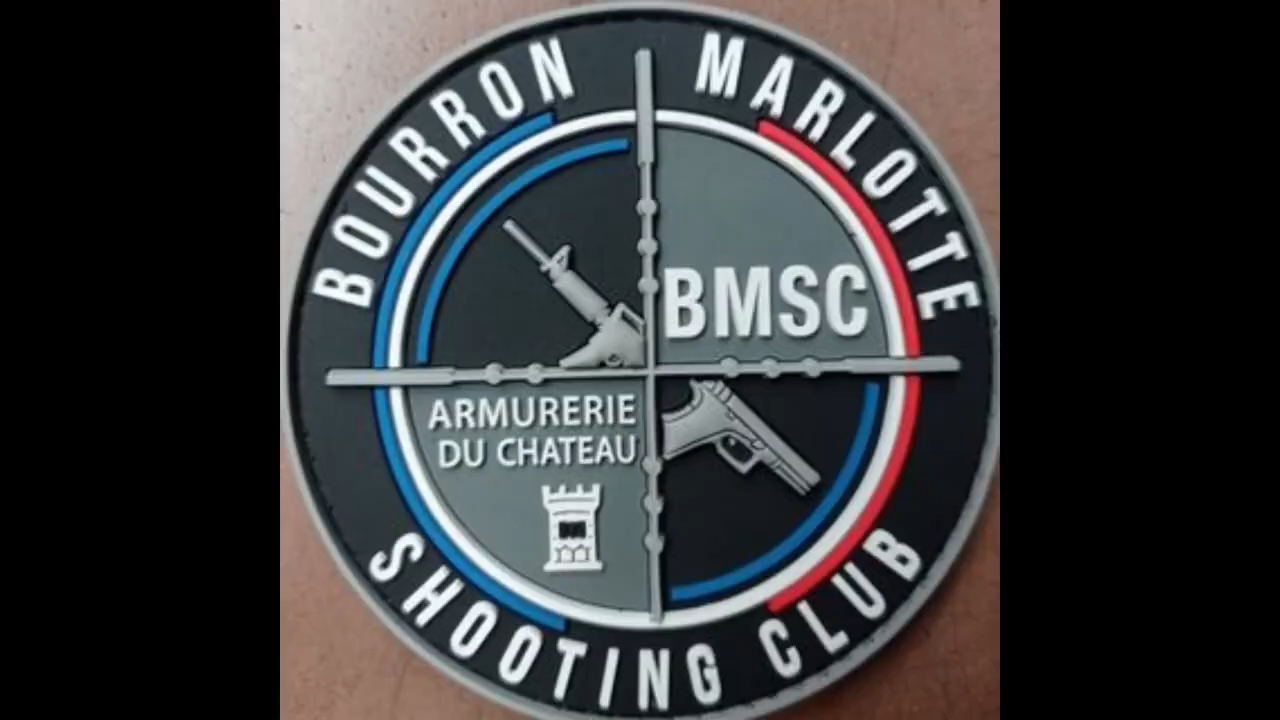 BOURRON MARLOTTE
BMSC
ARMURERIE
DU CHATEAU
SHOOTING CLUB